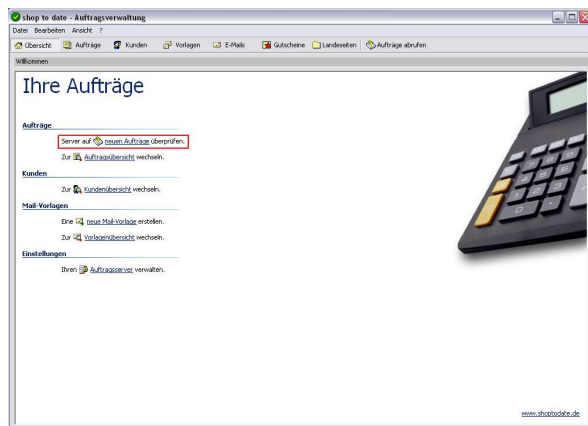 shop to date - Auftragsverwaltung
Datei Bearbeiten Ansicht ?
Übersicht Aufträge Kunden Vorlagen E-Mails Gutscheine Landeseiten Aufträge abrufen
Willkommen
Ihre Aufträge
Aufträge
Server auf neuen Aufträge überprüfen.
Zur Auftragsübersicht wechseln.
Kunden
Zur Kundenübersicht wechseln.
Mail-Vorlagen
Eine neue Mail-Vorlage erstellen.
Zur Vorlagenübersicht wechseln.
Einstellungen
Ihren Auftragsserver verwalten.
www.shoptodate.de